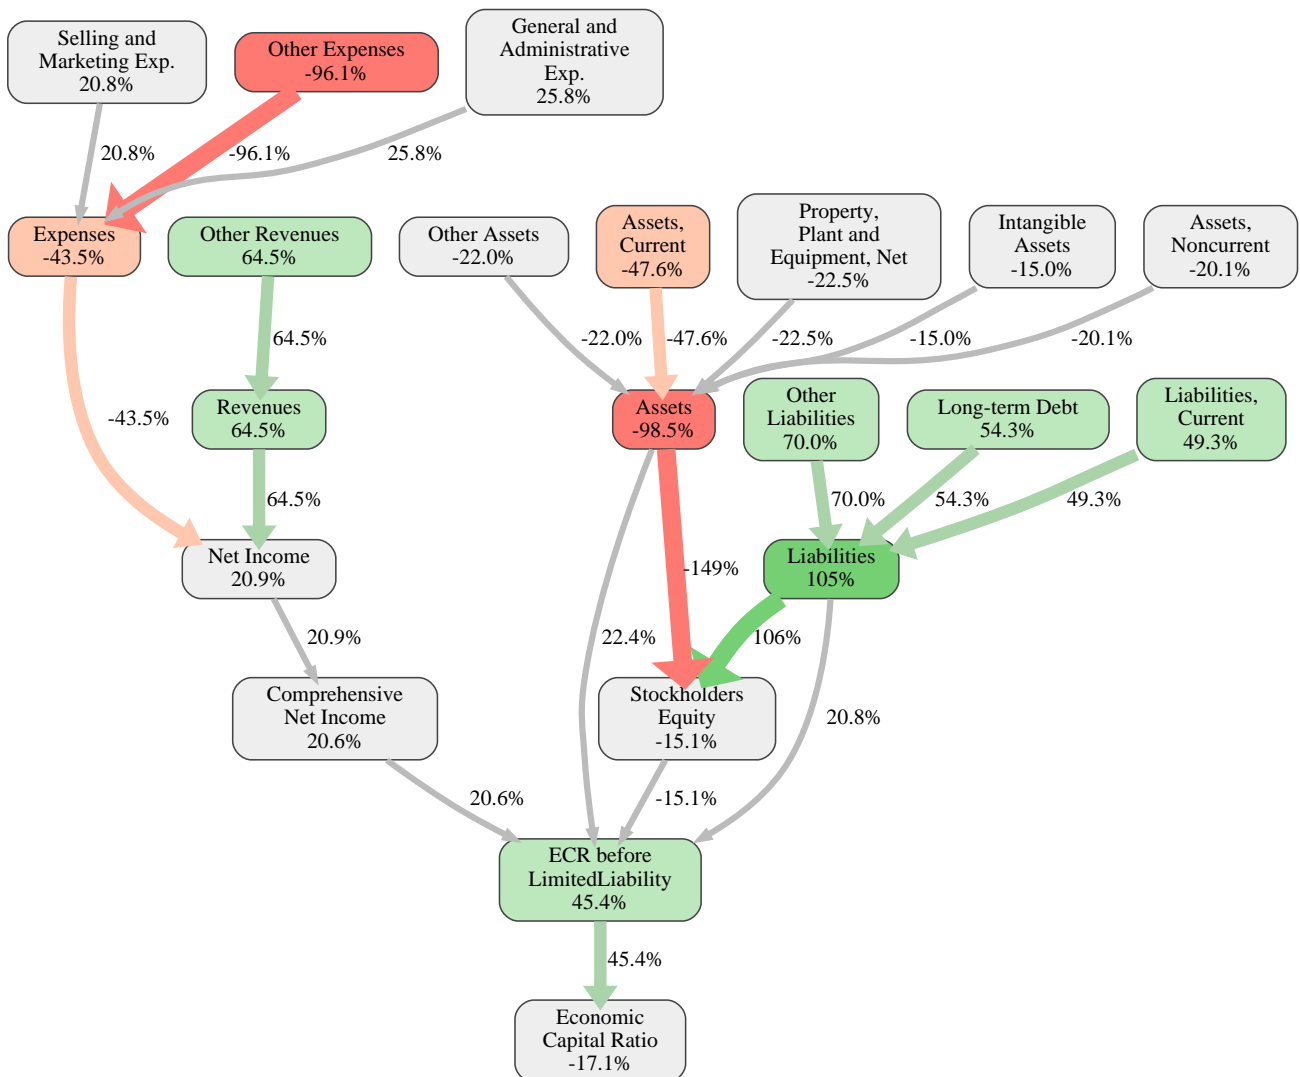 Selling and
Marketing Exp.
20.8%
Other Expenses
-96.1%
General and
Administrative
Exp.
25.8%
20.8%
-96.1%
25.8%
Expenses
-43.5%
Other Revenues
64.5%
Other Assets
-22.0%
Assets,
Current
-47.6%
Property,
Plant and
Equipment, Net
-22.5%
Intangible
Assets
-15.0%
Assets,
Noncurrent
-20.1%
64.5%
-22.0%
-47.6%
-22.5%
-15.0%
-20.1%
-43.5%
Revenues
64.5%
Assets
-98.5%
Other
Liabilities
70.0%
Long-term Debt
54.3%
Liabilities,
Current
49.3%
64.5%
70.0%
54.3%
49.3%
Net Income
20.9%
-149%
Liabilities
105%
20.9%
22.4%
106%
Comprehensive
Net Income
20.6%
Stockholders
Equity
-15.1%
20.8%
20.6%
-15.1%
ECR before
LimitedLiability
45.4%
45.4%
Economic
Capital Ratio
-17.1%